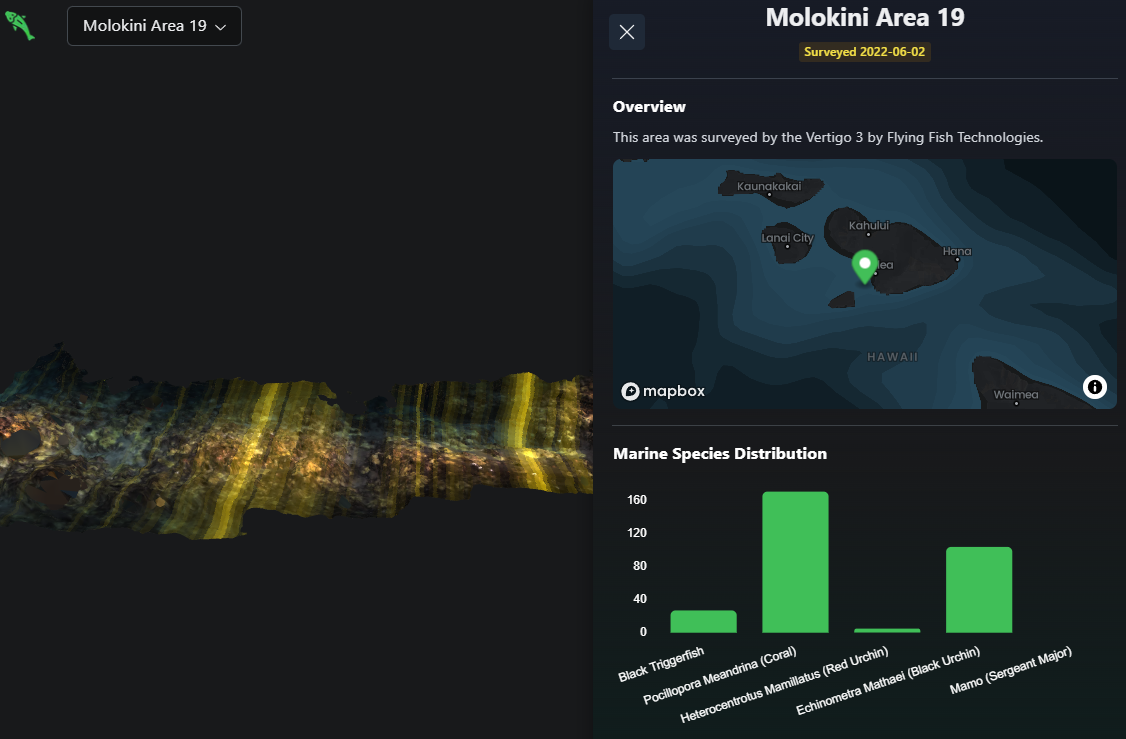 Molokini Area 19
Molokini Area 19
Surveyed 2022-06-02
Overview
This area was surveyed by the Vertigo 3 by Flying Fish Technologies.
Kaunakakai
Kahului
Lanai City
Hana
lea
HAWAII
mapbox
Waimea
Marine Species Distribution
160
120
80
40
0
Black Triggerfish
Pocillopora Meandrina (Coral)
Heterocentrotus Mamillatus (Red Urchin)
Echinometra Mathaei (Black Urchin)
Mamo (Sergeant Major)